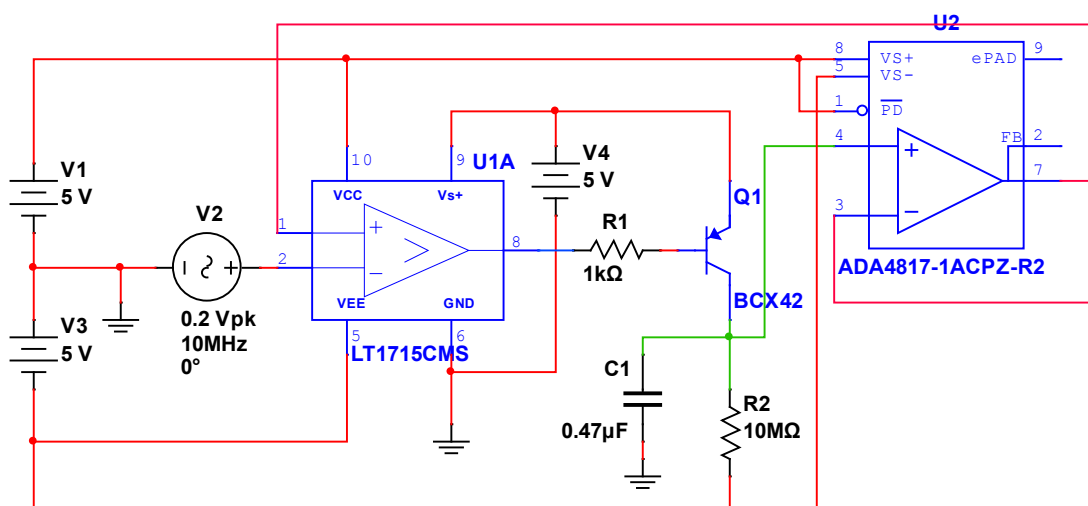 U2
8
VS+
ePAD
9
5
VS-
1
PD
4
+
FB
2
7
3
−
ADA4817-1ACPZ-R2
V1
5 V
V2
0.2 Vpk
10MHz
0°
V3
5 V
10
9
U1A
VCC
Vs+
1
+
2
−
8
VEE
GND
5
6
LT1715CMS
V4
5 V
R1
1kΩ
Q1
BCX42
C1
0.47µF
R2
10MΩ